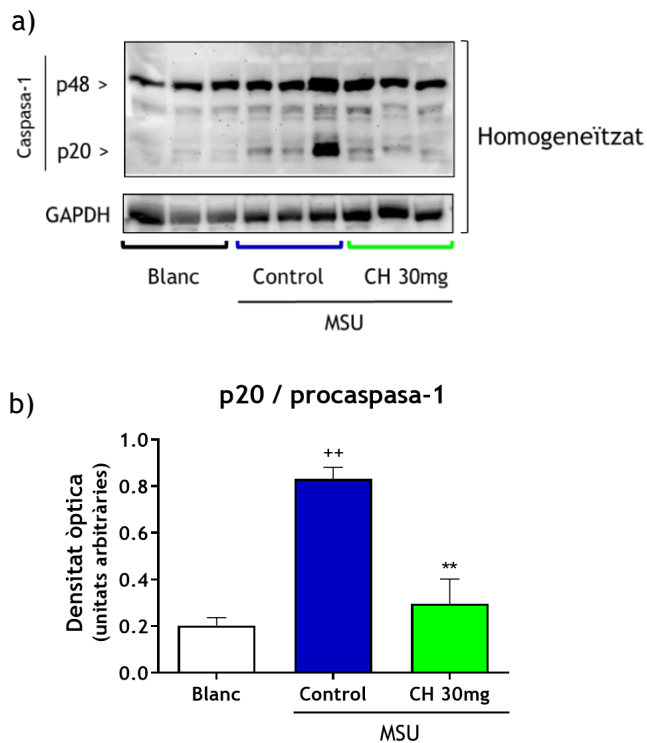 a)
Caspasa-1
p48 >
p20 >
GAPDH
Homogeneïtzat
Blanc
Control
CH 30mg
MSU
b)
p20 / procaspasa-1
Densitat òptica
(unitats arbitràries)
1.0
0.8
0.6
0.4
0.2
0.0
++
**
Blanc
Control
CH 30mg
MSU